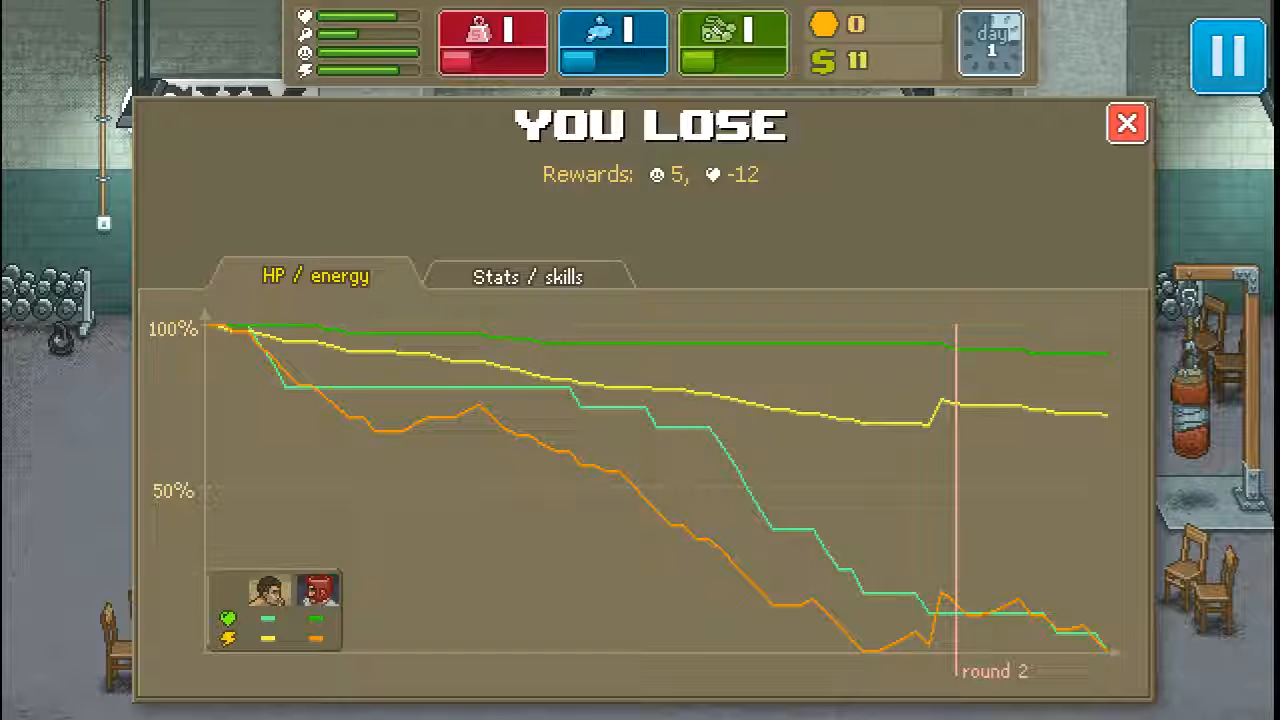 0
11
day
1
YOU LOSE
Rewards: 5, -12
HP / energy
Stats / skills
100%
50%
round 2